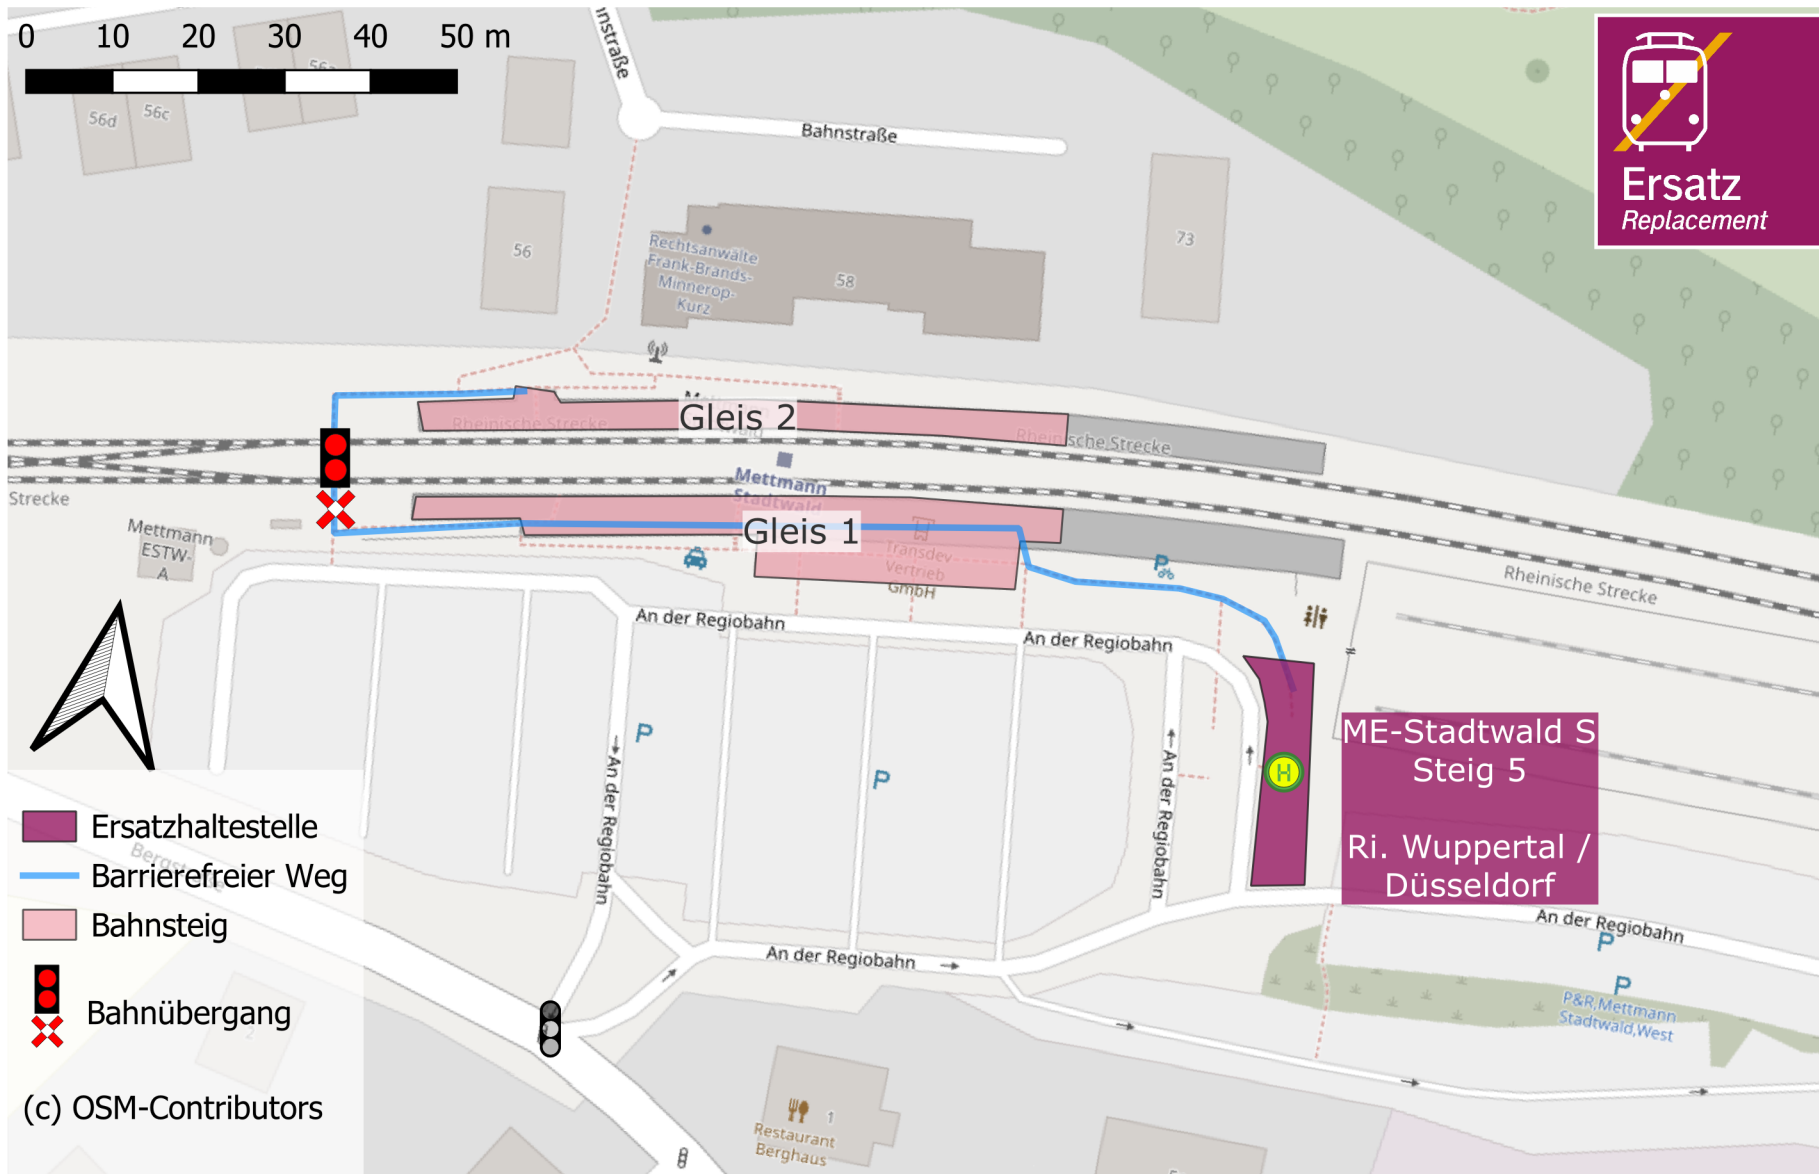 0 10 20 30 40 50 m
nstraße
56d
56c
Bahnstraße
Ersatz
Replacement
56
Rechtsanwälte
Frank-Brands-
Minnerop-
Kurz
58
73
Gleis 2
Rheinische Strecke
Rheinische Strecke
Mettmann
Stadtwald
Strecke
Gleis 1
Mettmann
ESTW-
A
Transdev
Vertrieb
GmbH
Rheinische Strecke
An der Regiobahn
An der Regiobahn
P
P
P
An der Regiobahn
An der Regiobahn
H
ME-Stadtwald S
Steig 5
Ri. Wuppertal /
Düsseldorf
An der Regiobahn
An der Regiobahn
P
P
P&R,Mettmann
Stadtwald,West
Ersatzhaltestelle
Barrierefreier Weg
Bahnsteig
Bahnübergang
(c) OSM-Contributors
1
Restaurant
Berghaus